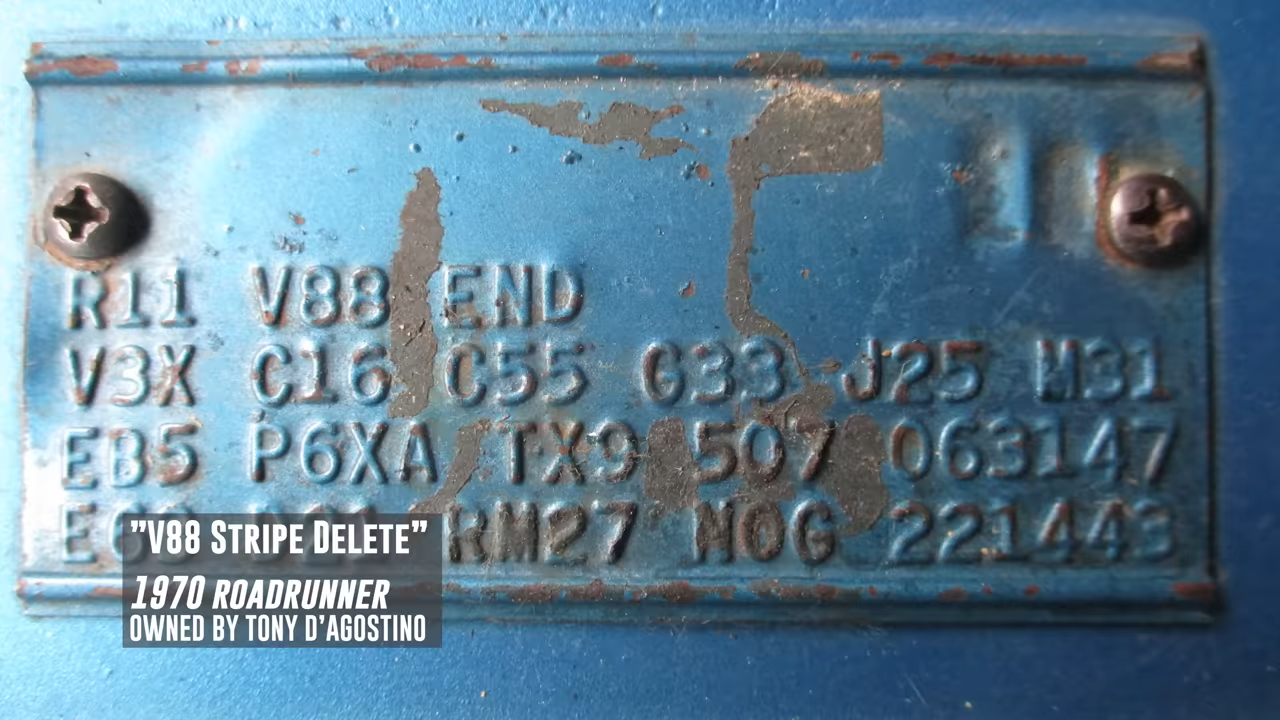 R11 V88 END
V3X C16 C55 G33 J25 M31
EB5 P6XA TX9 507 063147
RM27 N0G 221443
"V88 STRIPE DELETE"
1970 ROADRUNNER
OWNED BY TONY D'AGOSTINO